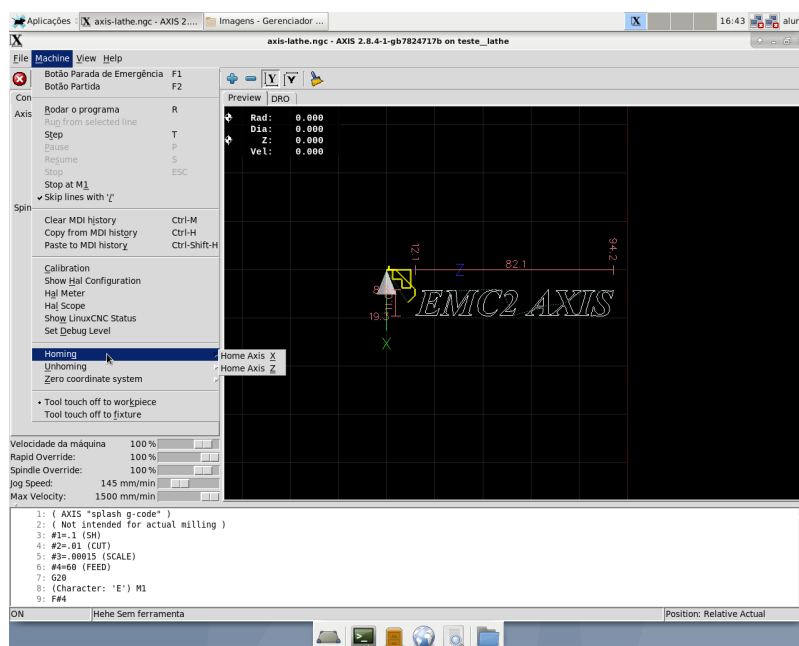 Aplicações : axis-lathe.ngc - AXIS 2.... Imagens - Gerenciador ... 16:43 alur
axis-lathe.ngc - AXIS 2.8.4-1-gb7824717b on teste__lathe
File Machine View Help
Botão Parada de Emergência F1
Botão Partida F2
Con
Preview DRO
Axis
Rodar o programa R
Run from selected line
Step T
Pause P
Resume S
Stop ESC
Stop at M1
Skip lines with '/'
Spin
Clear MDI history Ctrl-M
Copy from MDI history Ctrl-H
Paste to MDI history Ctrl-Shift-H
Calibration
Show Hal Configuration
Hal Meter
Hal Scope
Show LinuxCNC Status
Set Debug Level
Homing
Unhoming
Zero coordinate system
Tool touch off to workpiece
Tool touch off to fixture
Home Axis X
Home Axis Z
Rad: 0.000
Dia: 0.000
Z: 0.000
Vel: 0.000
12.1
Z
82.1
94.2
19.3
X
EMC2 AXIS
Velocidade da máquina 100 %
Rapid Override: 100 %
Spindle Override: 100 %
Jog Speed: 145 mm/min
Max Velocity: 1500 mm/min
1: ( AXIS "splash g-code" )
2: ( Not intended for actual milling )
3: #1=.1 (SH)
4: #2=.01 (CUT)
5: #3=.00015 (SCALE)
6: #4=60 (FEED)
7: G20
8: (Character: 'E') M1
9: F#4
ON Hehe Sem ferramenta Position: Relative Actual